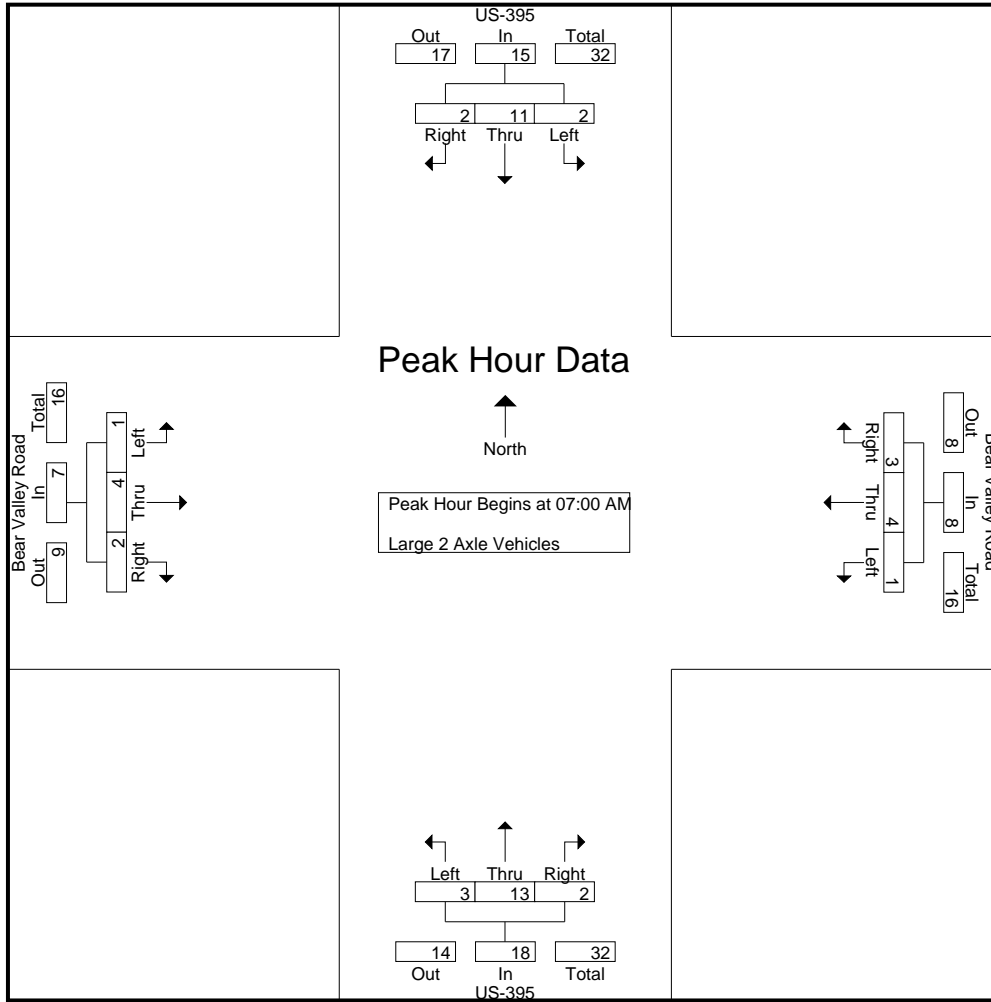 US-395
Out In Total
17 15 32
2 11 2
Right Thru Left
Peak Hour Data
North
Peak Hour Begins at 07:00 AM
Large 2 Axle Vehicles
Bear Valley Road
Out In Total
9 7 16
Right Thru Left
2 4 1
Bear Valley Road
Out In Total
8 8 16
Right Thru Left
3 4 1
Left Thru Right
3 13 2
14 18 32
Out In Total
US-395